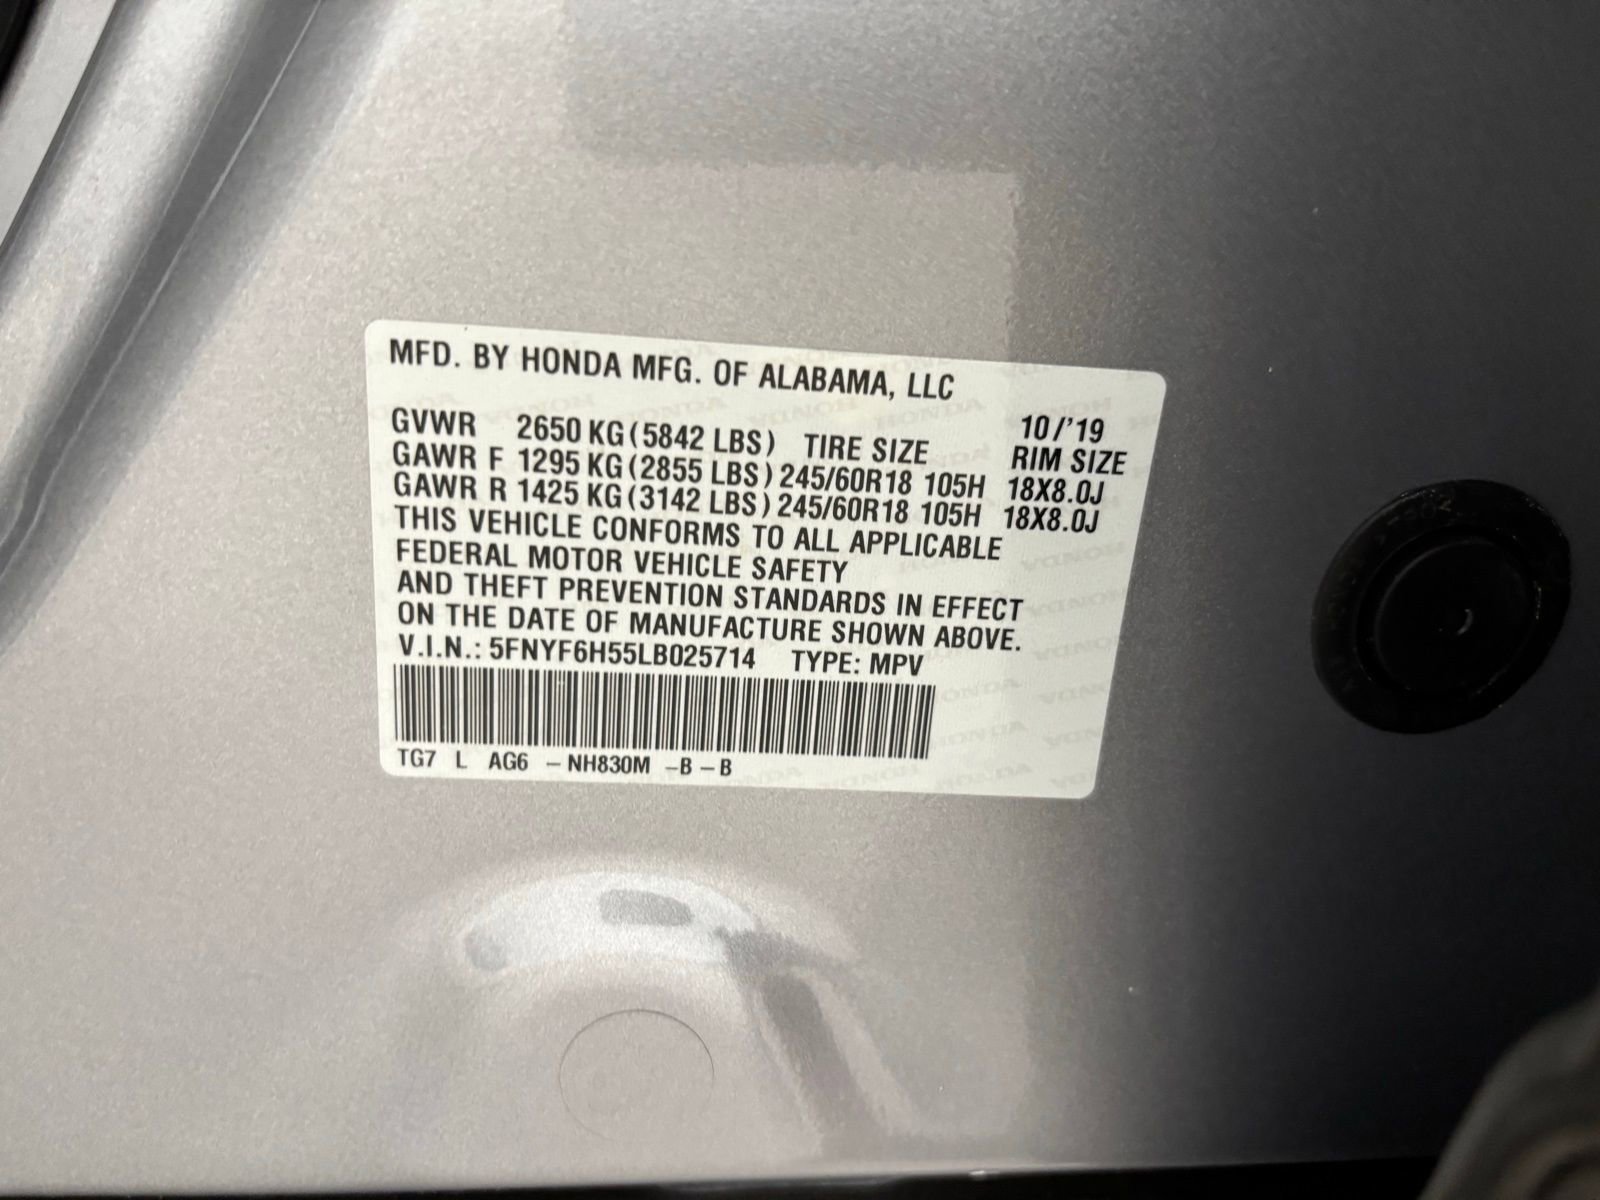 MFD. BY HONDA MFG. OF ALABAMA, LLC
10/'19
GVWR 2650 KG (5842 LBS) TIRE SIZE RIM SIZE
GAWR F 1295 KG (2855 LBS) 245/60R18 105H 18X8.0J
GAWR R 1425 KG (3142 LBS) 245/60R18 105H 18X8.0J
THIS VEHICLE CONFORMS TO ALL APPLICABLE
FEDERAL MOTOR VEHICLE SAFETY
AND THEFT PREVENTION STANDARDS IN EFFECT
ON THE DATE OF MANUFACTURE SHOWN ABOVE.
V.I.N.: 5FNYF6H55LB025714 TYPE: MPV
TG7 L AG6 – NH830M – B – B